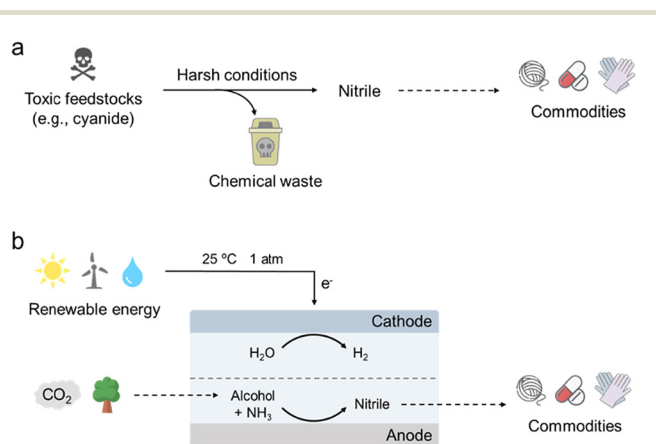 a
Toxic feedstocks
(e.g., cyanide)
Harsh conditions
Nitrile
Chemical waste
Commodities
b
25 ºC 1 atm
e-
Renewable energy
Cathode
H₂O
H₂
CO₂
Alcohol
+ NH₃
Nitrile
Anode
Commodities